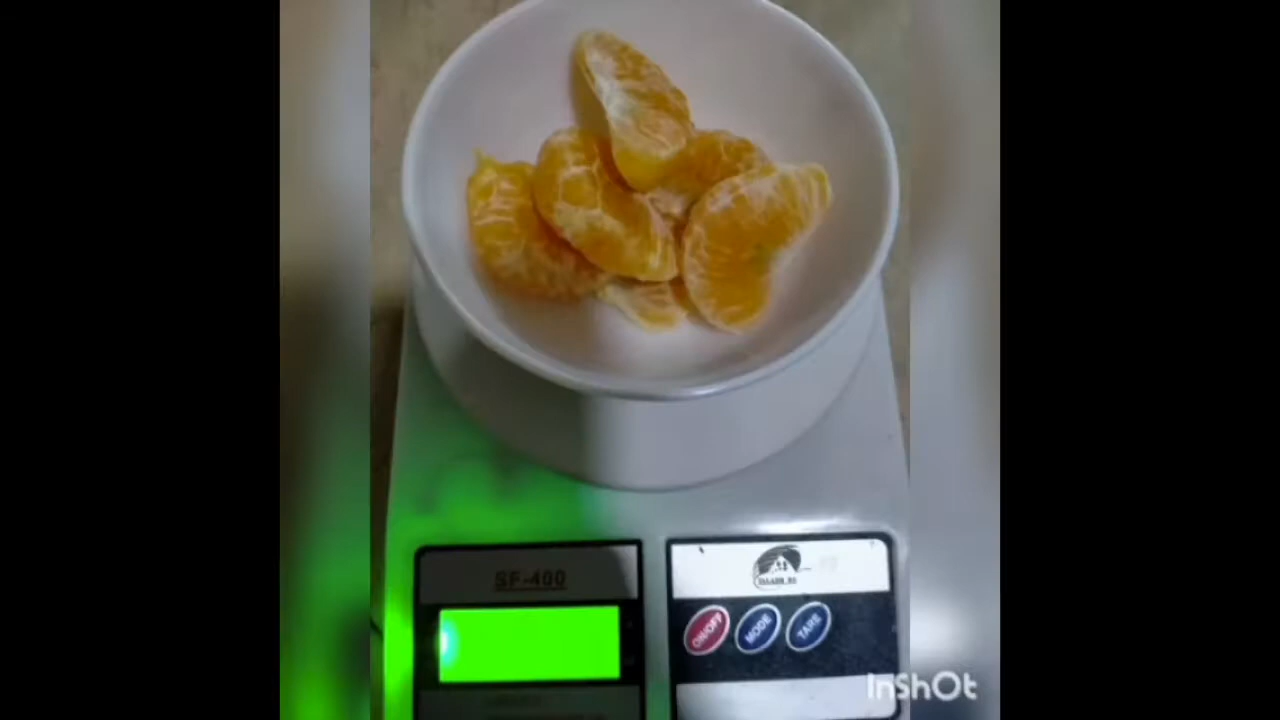 SF-400
ON/OFF
MODE
TARE
InShOt